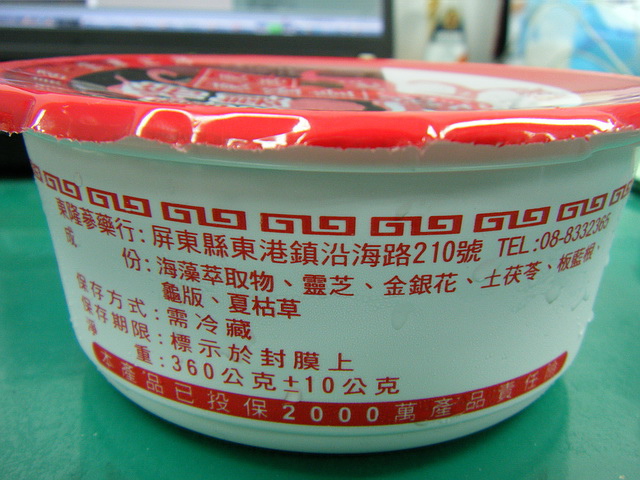 東隆蔘藥行：屏東縣東港鎮沿海路210號 TEL:08-8332368
成 份：海藻萃取物、靈芝、金銀花、土茯苓、板藍根、
龜版、夏枯草
保存方式：需冷藏
保存期限：標示於封膜上
淨 重：360公克±10公克
本產品已投保2000萬產品責任險